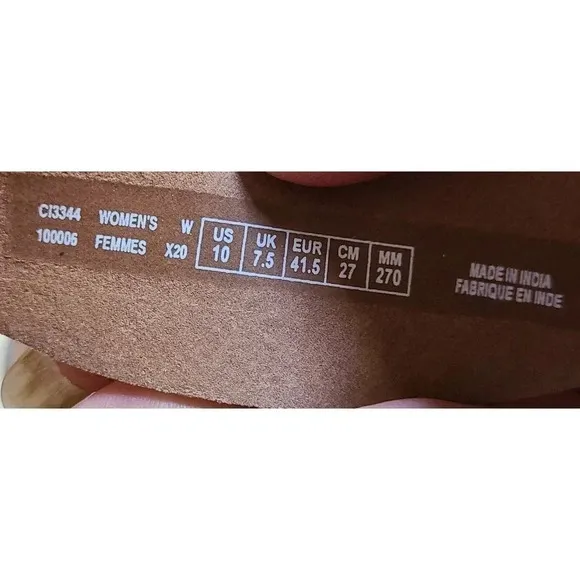 CI3344 WOMEN'S W US UK EUR CM MM
100006 FEMMES X20 10 7.5 41.5 27 270
MADE IN INDIA
FABRIQUE EN INDE